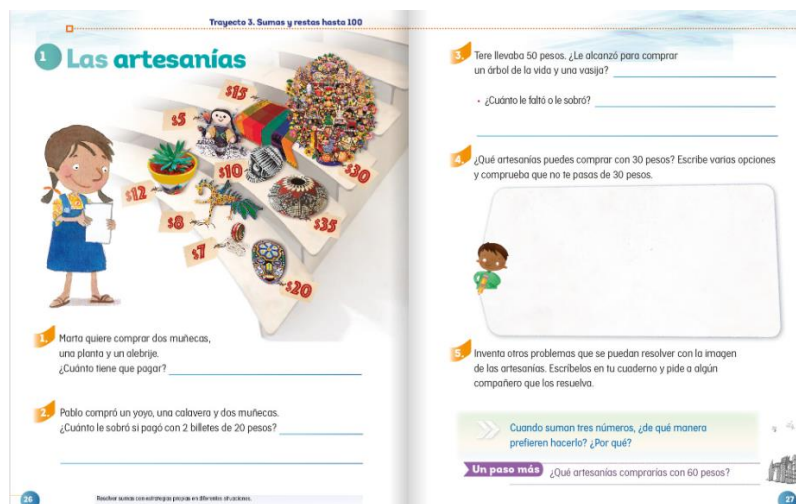 Trayecto 3. Sumas y restas hasta 100
1 Las artesanías
$15
$5
$10
$30
$12
$8
$35
$7
$20
1. Marta quiere comprar dos muñecas,
una planta y un alebrije.
¿Cuánto tiene que pagar?
2. Pablo compró un yoyo, una calavera y dos muñecas.
¿Cuánto le sobró si pagó con 2 billetes de 20 pesos?
26
Resolver sumas con estrategias propias en diferentes situaciones.
3. Tere llevaba 50 pesos. ¿Le alcanzó para comprar
un árbol de la vida y una vasija?
• ¿Cuánto le faltó o le sobró?
4. ¿Qué artesanías puedes comprar con 30 pesos? Escribe varias opciones
y comprueba que no te pasas de 30 pesos.
5. Inventa otros problemas que se puedan resolver con la imagen
de las artesanías. Escríbelos en tu cuaderno y pide a algún
compañero que los resuelva.
Cuando suman tres números, ¿de qué manera
prefieren hacerlo? ¿Por qué?
Un paso más ¿Qué artesanías comprarías con 60 pesos?
27